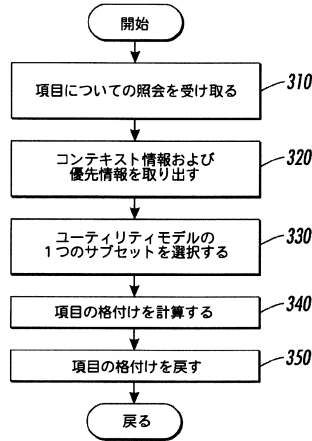 開始
項目についての照会を受け取る
310
コンテキスト情報および
優先情報を取り出す
320
ユーティリティモデルの
1つのサブセットを選択する
330
項目の格付けを計算する
340
項目の格付けを戻す
350
戻る